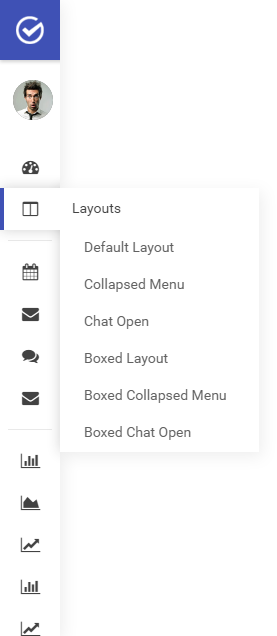 Layouts
Default Layout
Collapsed Menu
Chat Open
Boxed Layout
Boxed Collapsed Menu
Boxed Chat Open